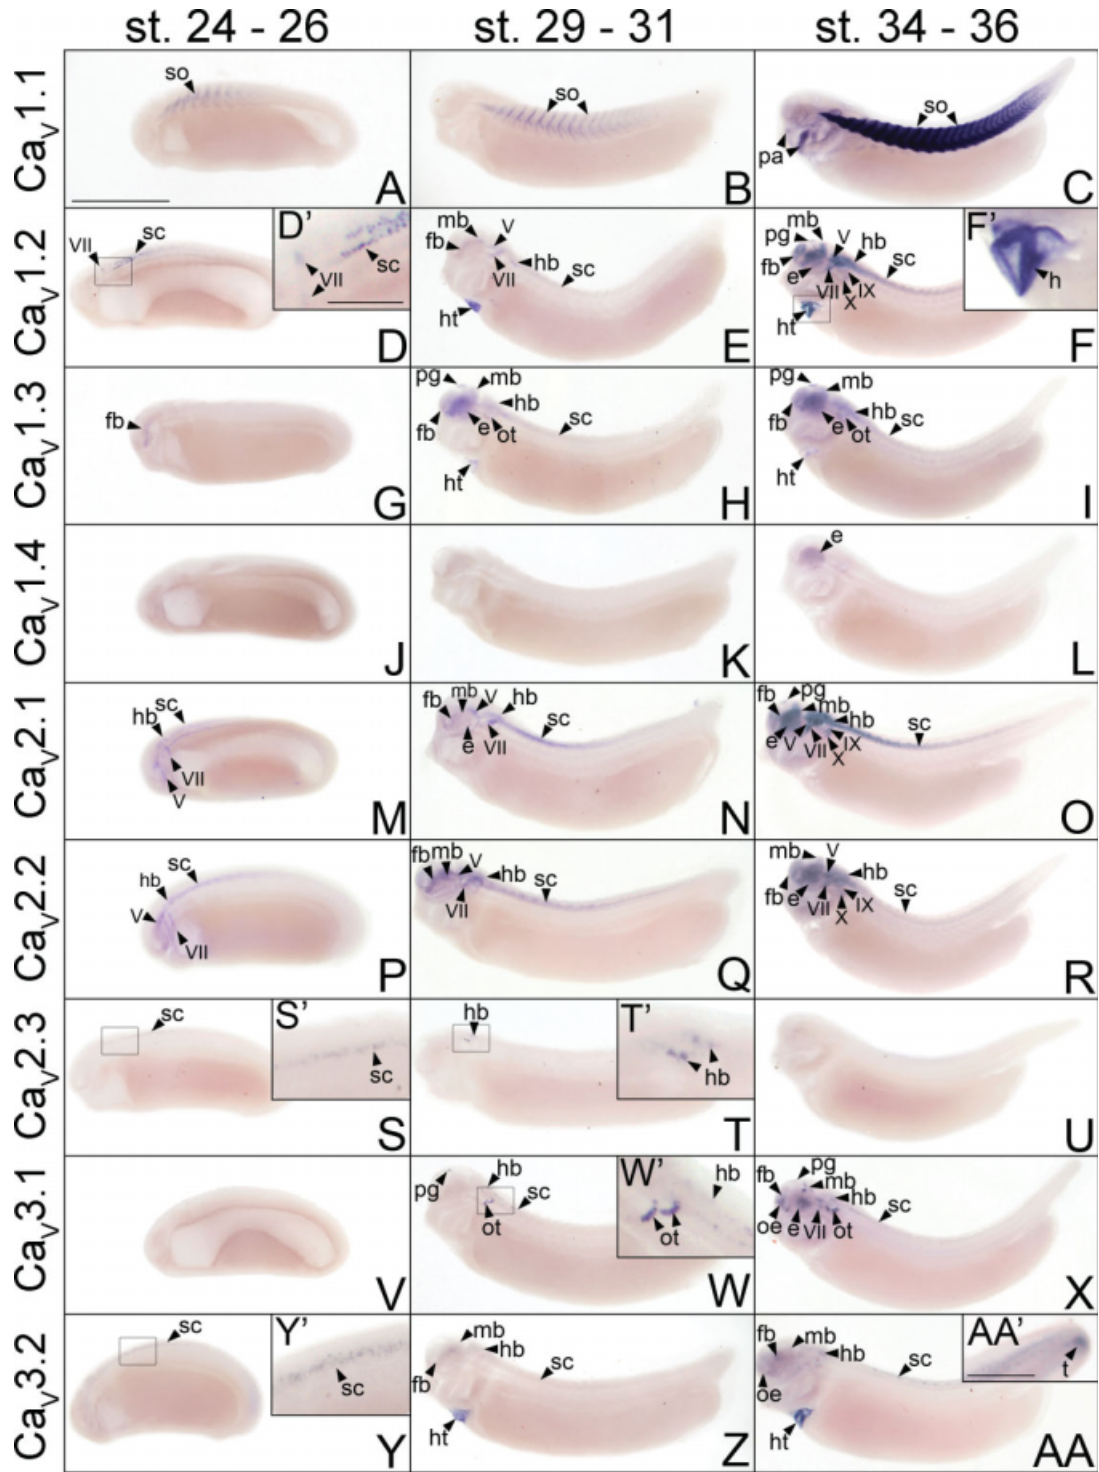 st. 24 - 26 st. 29 - 31 st. 34 - 36
Cav1.1
so
A
so
B
so
pa
C
Cav1.2
VII
sc
D'
VII
sc
D
mb
V
fb
VII
hb
sc
ht
E
mb
pg
V
hb
fb
e
sc
VII
IX
X
ht
F'
h
F
Cav1.3
fb
G
pg
mb
hb
fb
e
ot
sc
ht
H
pg
mb
hb
fb
e
ot
sc
ht
I
Cav1.4
J
K
e
L
Cav2.1
hb
sc
VII
V
M
fb
mb
V
hb
e
VII
sc
N
fb
pg
mb
hb
e
V
VII
IX
X
sc
O
Cav2.2
hb
sc
V
VII
P
fb
mb
V
hb
VII
sc
Q
mb
V
hb
fb
e
VII
IX
X
sc
R
Cav2.3
sc
S'
sc
S
hb
T'
hb
T
U
Cav3.1
V
pg
hb
sc
ot
W'
hb
ot
W
fb
pg
mb
hb
oe
e
VII
ot
sc
X
Cav3.2
sc
Y'
sc
Y
mb
hb
fb
sc
ht
Z
fb
mb
hb
oe
sc
ht
AA'
t
AA